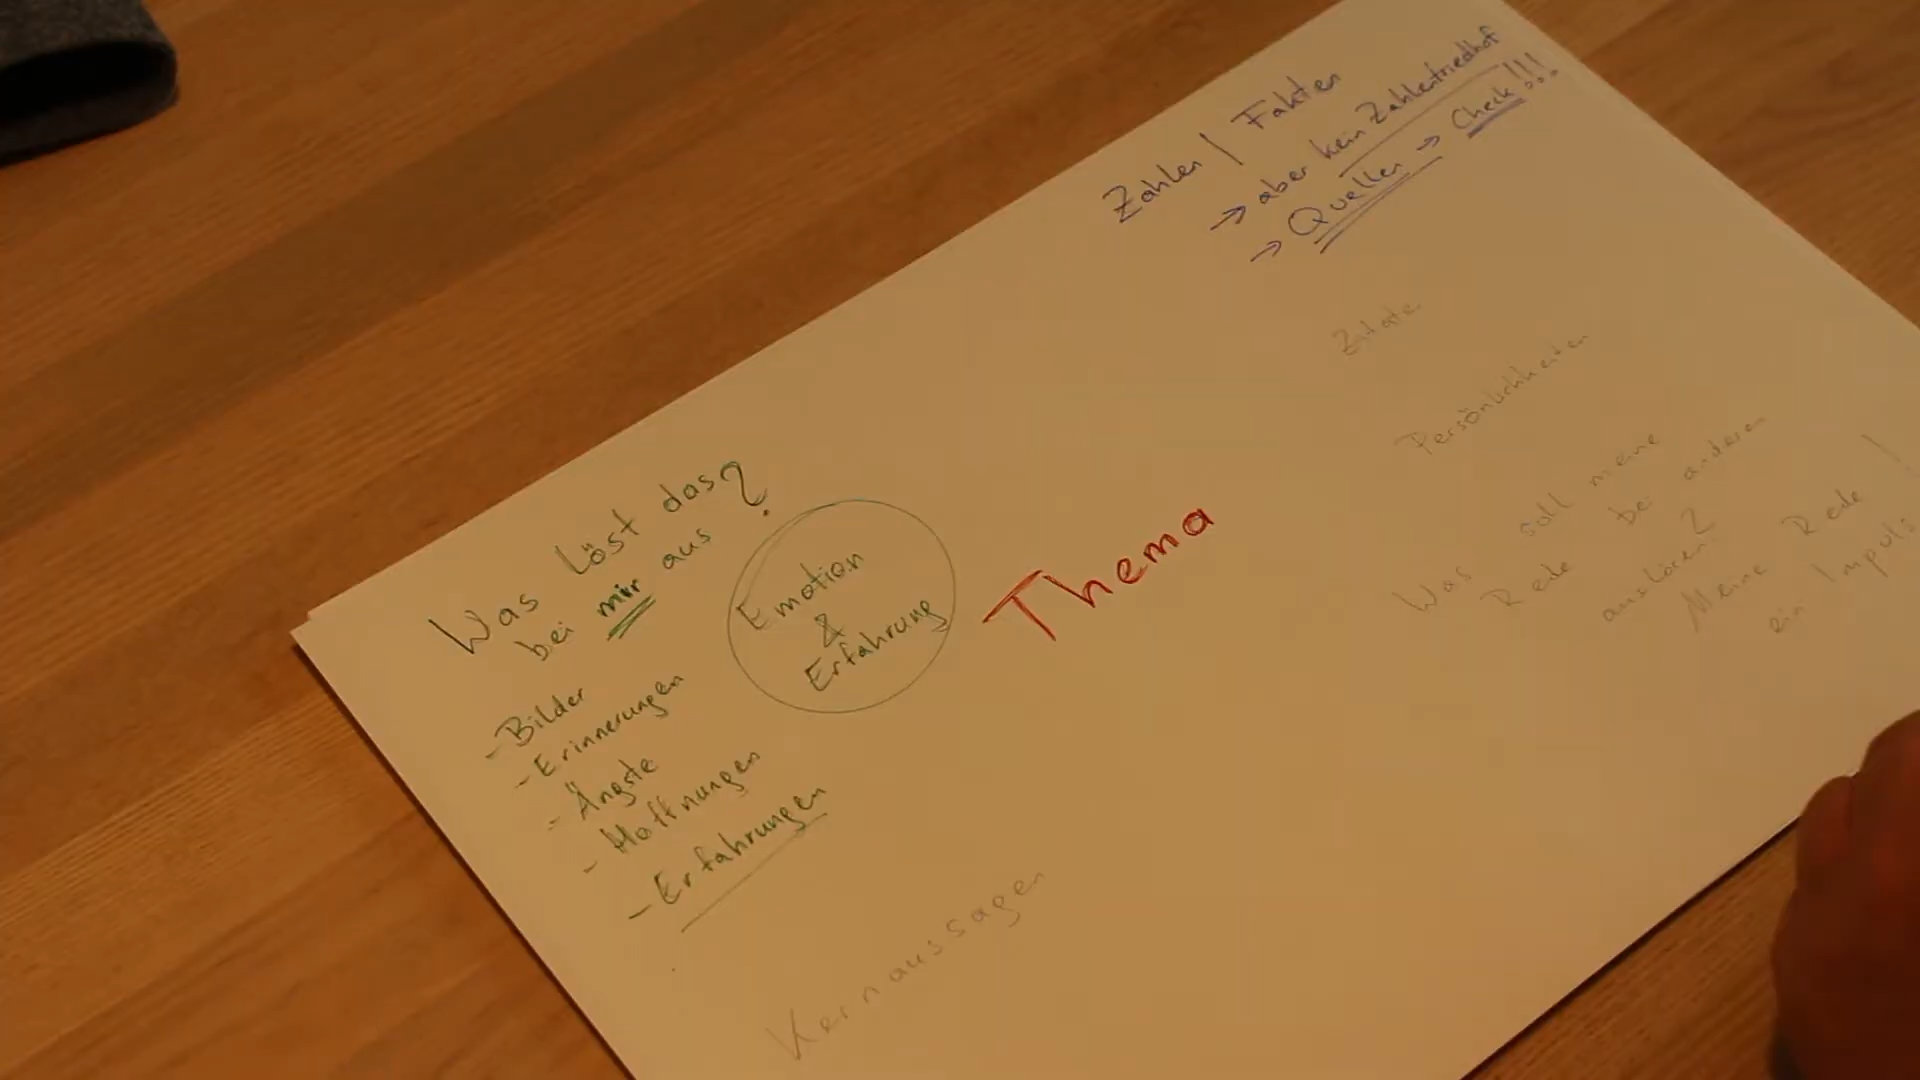 Zahlen | Fakten
→ aber kein Zahlenfriedhof
→ Quellen → Check!!!
Zitate
Persönlichkeiten
Was soll meine
Rede bei anderen
auslösen?
Meine Rede
ein Impuls
Thema
Emotion
&
Erfahrung
Was löst das
bei mir aus?
- Bilder
- Erinnerungen
- Ängste
- Hoffnungen
- Erfahrungen
Kernaussagen